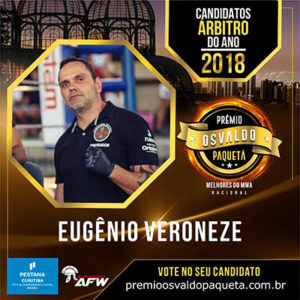 CANDIDATOS
ARBITRO
DO ANO
2018
PRÊMIO
OSVALDO
PAQUETÁ
MELHORES DO MMA
NACIONAL
EUGÊNIO VERONEZE
PESTANA
CURITIBA
AFW
VOTE NO SEU CANDIDATO
premioosvaldopaqueta.com.br